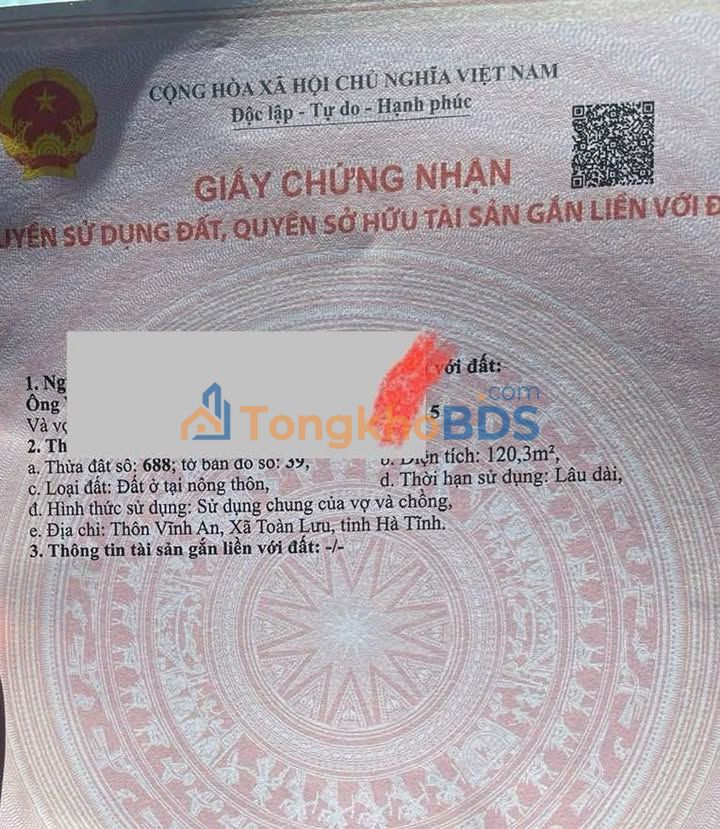 CỘNG HÒA XÃ HỘI CHỦ NGHĨA VIỆT NAM
Độc lập - Tự do - Hạnh phúc
GIẤY CHỨNG NHẬN
SỬ DỤNG ĐẤT, QUYỀN SỞ HỮU TÀI SẢN GẮN LIỀN VỚI
với đất:
1. Ng
Ông
5
TongkhoBDS.com
Và vợ
2. Th
a. Thửa đất số: 688; tờ bản đồ số: 39,
b. Diện tích: 120,3m²,
c. Loại đất: Đất ở tại nông thôn,
d. Thời hạn sử dụng: Lâu dài,
đ. Hình thức sử dụng: Sử dụng chung của vợ và chồng,
e. Địa chỉ: Thôn Vĩnh An, Xã Toàn Lưu, tỉnh Hà Tĩnh.
3. Thông tin tài sản gắn liền với đất: -/-
TongkhoBDS